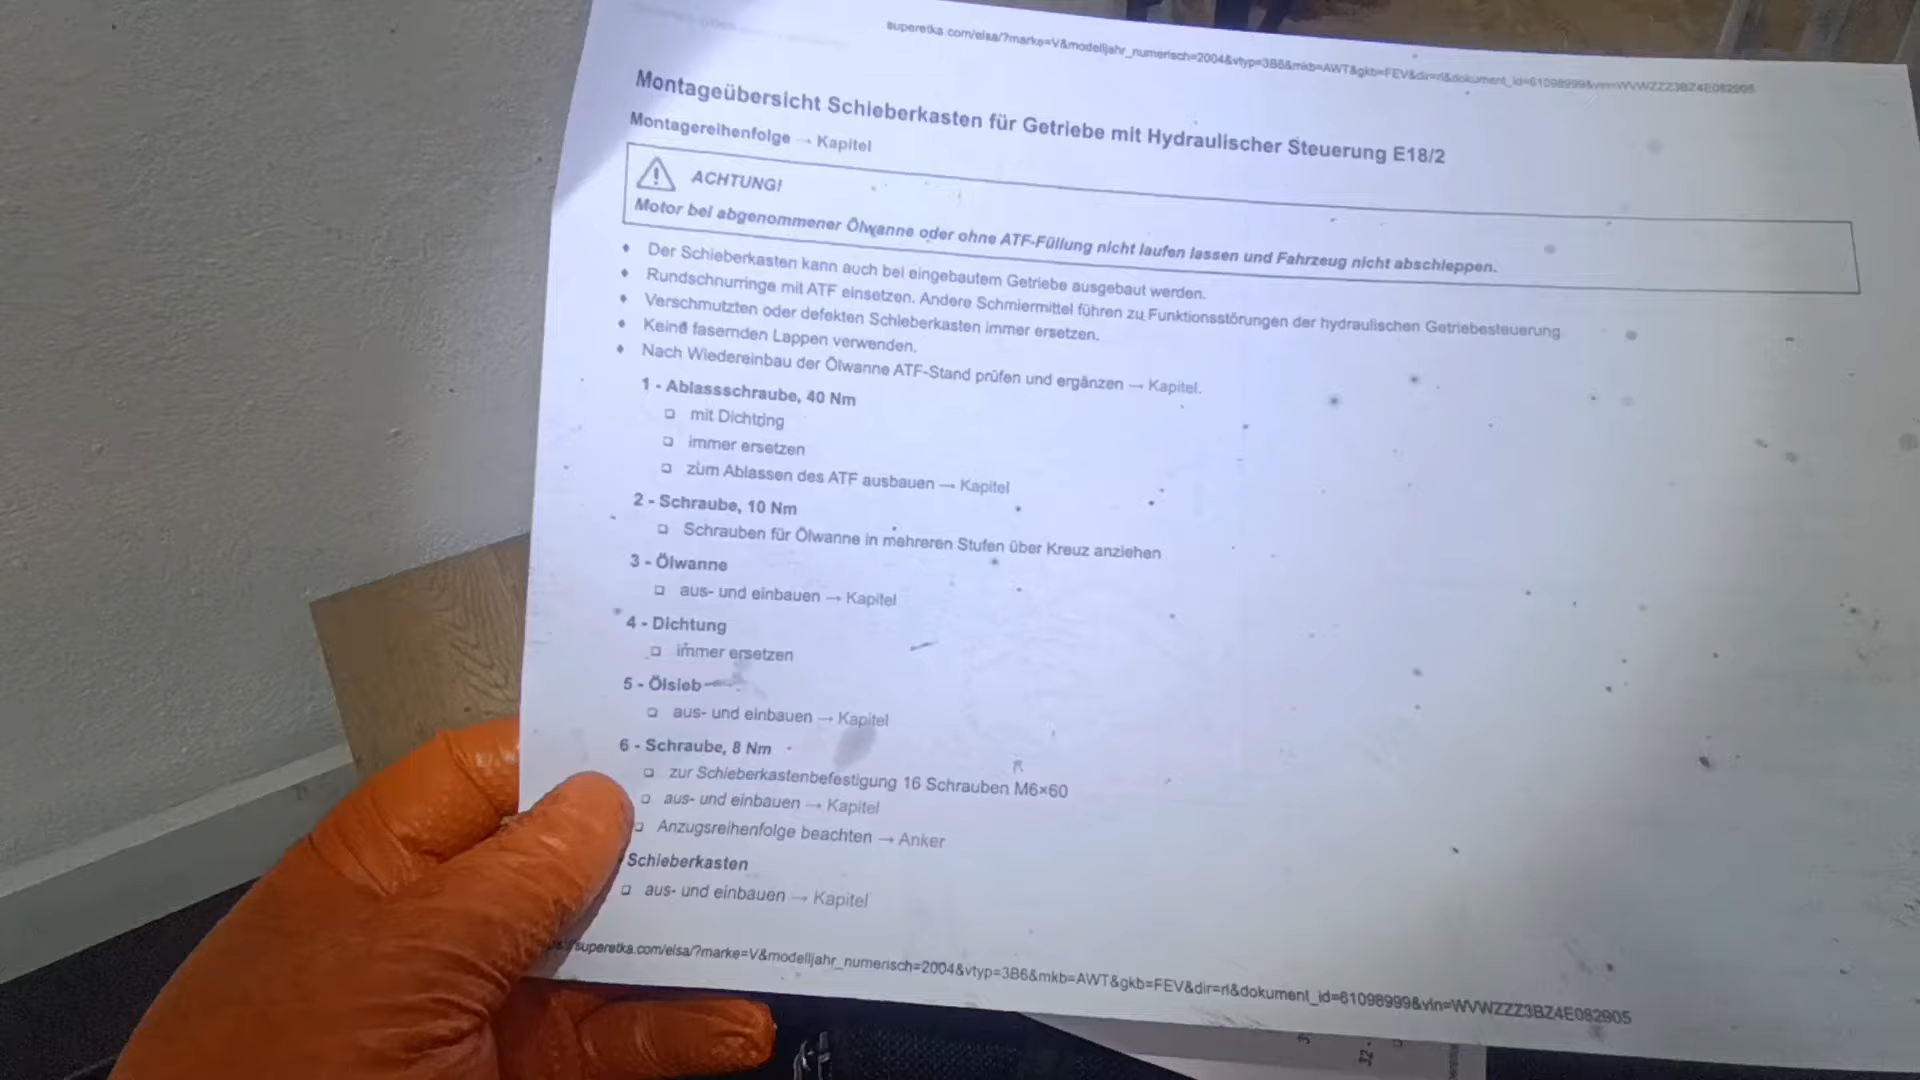 superetka.com/elsa/?marke=V&modelljahr_numerisch=2004&vtyp=3B6&mkb=AWT&gkb=FEV&dir=rl&dokument_id=61098999&vin=WVWZZZ3BZ4E082905
Montageübersicht Schieberkasten für Getriebe mit Hydraulischer Steuerung E18/2
Montagereihenfolge → Kapitel
ACHTUNG!
Motor bei abgenommener Ölwanne oder ohne ATF-Füllung nicht laufen lassen und Fahrzeug nicht abschleppen.
♦ Der Schieberkasten kann auch bei eingebautem Getriebe ausgebaut werden.
♦ Rundschnurringe mit ATF einsetzen. Andere Schmiermittel führen zu Funktionsstörungen der hydraulischen Getriebesteuerung
♦ Verschmutzten oder defekten Schieberkasten immer ersetzen.
♦ Keine fasernden Lappen verwenden.
♦ Nach Wiedereinbau der Ölwanne ATF-Stand prüfen und ergänzen → Kapitel.
1 - Ablassschraube, 40 Nm
❑ mit Dichtring
❑ immer ersetzen
❑ zum Ablassen des ATF ausbauen → Kapitel
2 - Schraube, 10 Nm
❑ Schrauben für Ölwanne in mehreren Stufen über Kreuz anziehen
3 - Ölwanne
❑ aus- und einbauen → Kapitel
4 - Dichtung
❑ immer ersetzen
5 - Ölsieb
❑ aus- und einbauen → Kapitel
6 - Schraube, 8 Nm
❑ zur Schieberkastenbefestigung 16 Schrauben M6×60
❑ aus- und einbauen → Kapitel
❑ Anzugsreihenfolge beachten → Anker
Schieberkasten
❑ aus- und einbauen → Kapitel
superetka.com/elsa/?marke=V&modelljahr_numerisch=2004&vtyp=3B6&mkb=AWT&gkb=FEV&dir=rl&dokument_id=61098999&vin=WVWZZZ3BZ4E082905
32